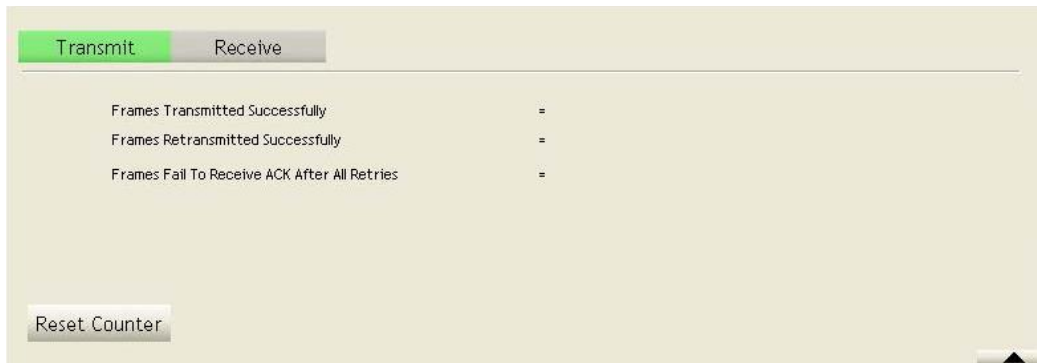 Transmit Receive
Frames Transmitted Successfully =
Frames Retransmitted Successfully =
Frames Fail To Receive ACK After All Retries =
Reset Counter